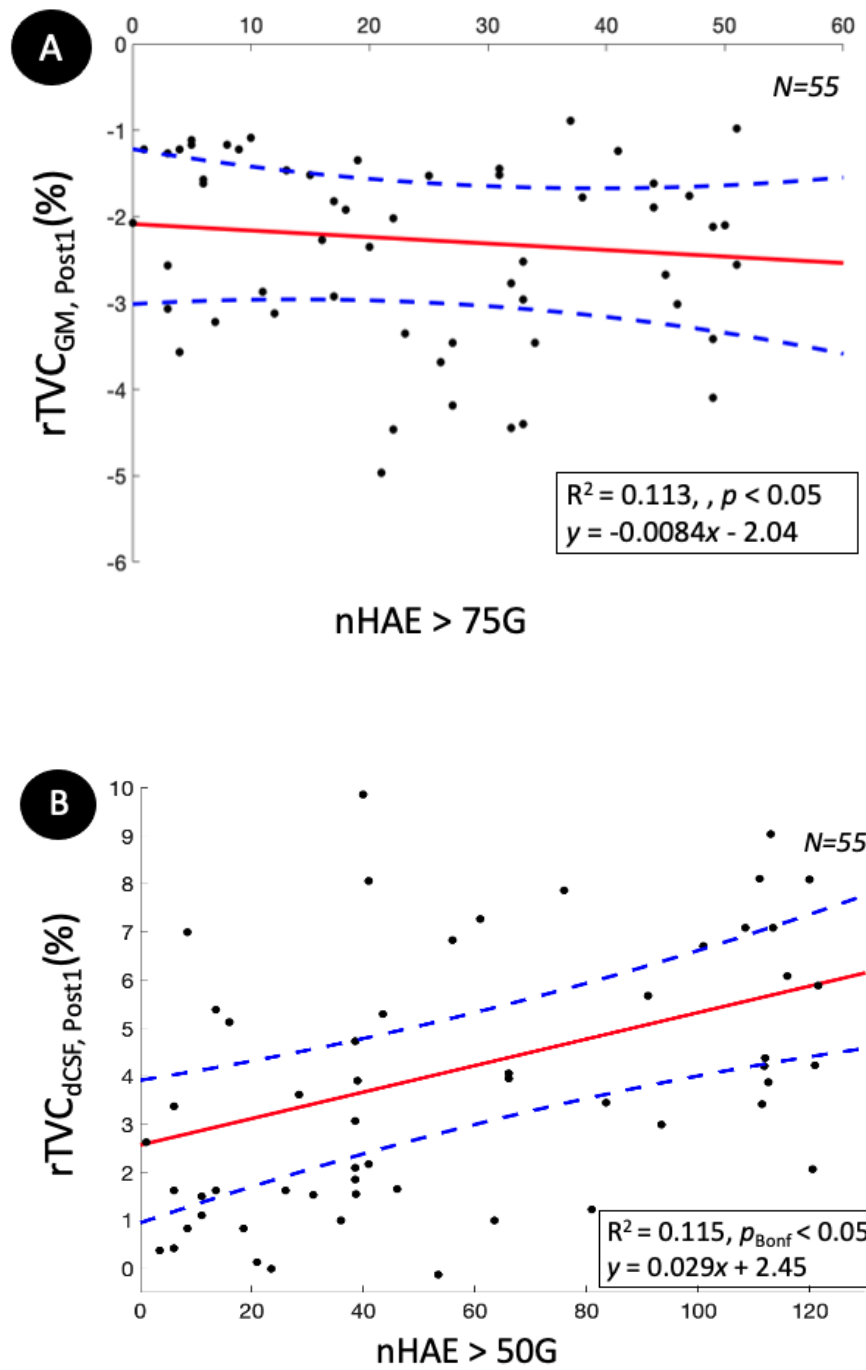 A
0 10 20 30 40 50 60
0
N=55
-1
-2
-3
-4
-5
-6
rTVC_GM, Post1(%)
R² = 0.113, , p < 0.05
y = -0.0084x - 2.04
nHAE > 75G
B
10
N=55
9
8
7
6
5
4
3
2
1
0
rTVC_dCSF, Post1(%)
R² = 0.115, p_Bonf < 0.05
y = 0.029x + 2.45
0 20 40 60 80 100 120
nHAE > 50G